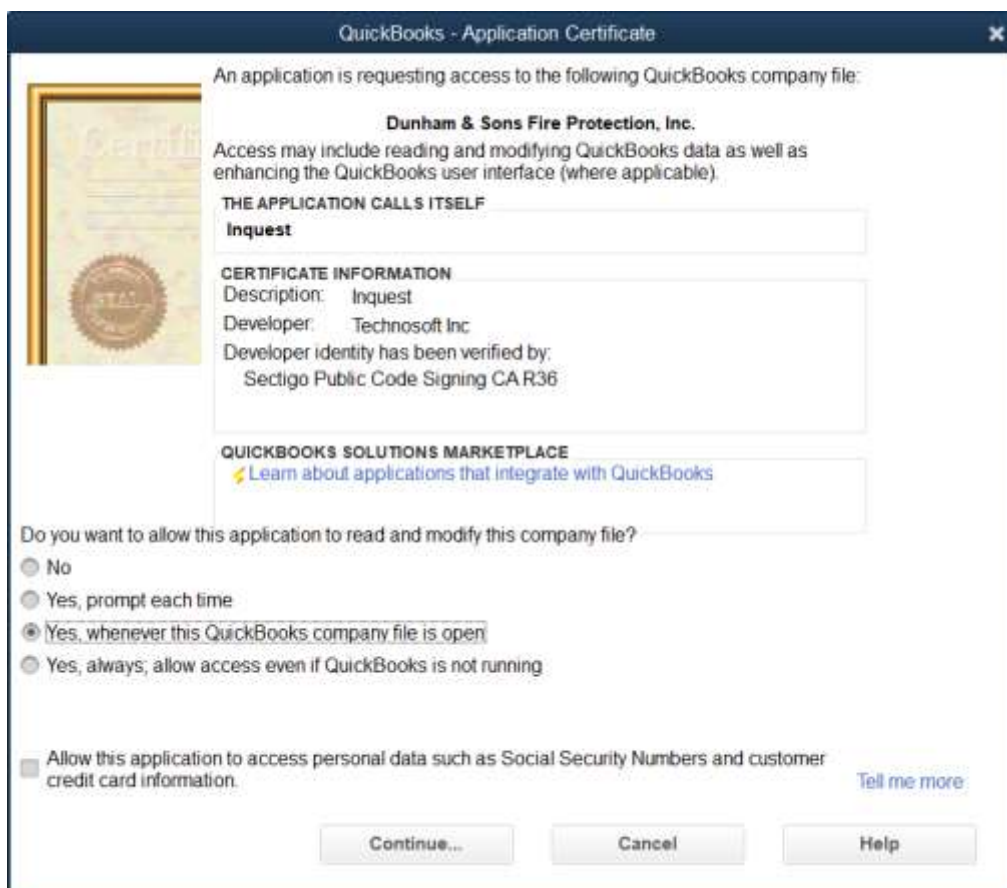 QuickBooks - Application Certificate
An application is requesting access to the following QuickBooks company file:
Dunham & Sons Fire Protection, Inc.
Access may include reading and modifying QuickBooks data as well as
enhancing the QuickBooks user interface (where applicable).
THE APPLICATION CALLS ITSELF
Inquest
CERTIFICATE INFORMATION
Description: Inquest
Developer: Technosoft Inc
Developer identity has been verified by:
Sectigo Public Code Signing CA R36
QUICKBOOKS SOLUTIONS MARKETPLACE
Learn about applications that integrate with QuickBooks
Do you want to allow this application to read and modify this company file?
No
Yes, prompt each time
Yes, whenever this QuickBooks company file is open
Yes, always; allow access even if QuickBooks is not running
Allow this application to access personal data such as Social Security Numbers and customer
credit card information.
Tell me more
Continue...
Cancel
Help